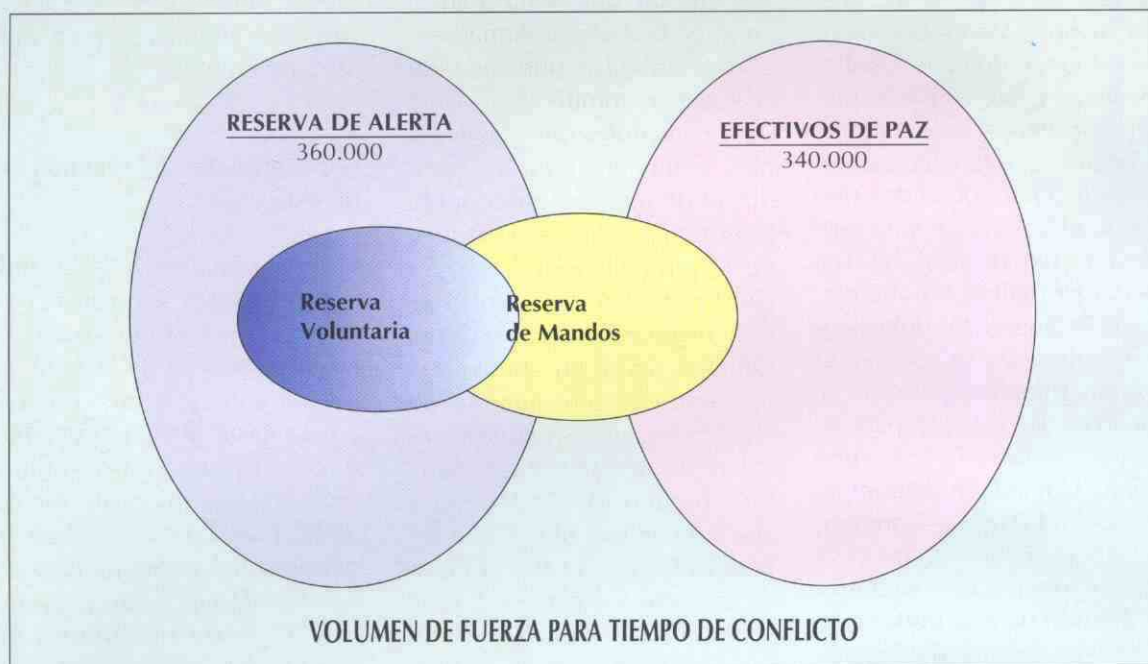 RESERVA DE ALERTA
360.000
EFECTIVOS DE PAZ
340.000
Reserva
Voluntaria
Reserva
de Mandos
VOLUMEN DE FUERZA PARA TIEMPO DE CONFLICTO